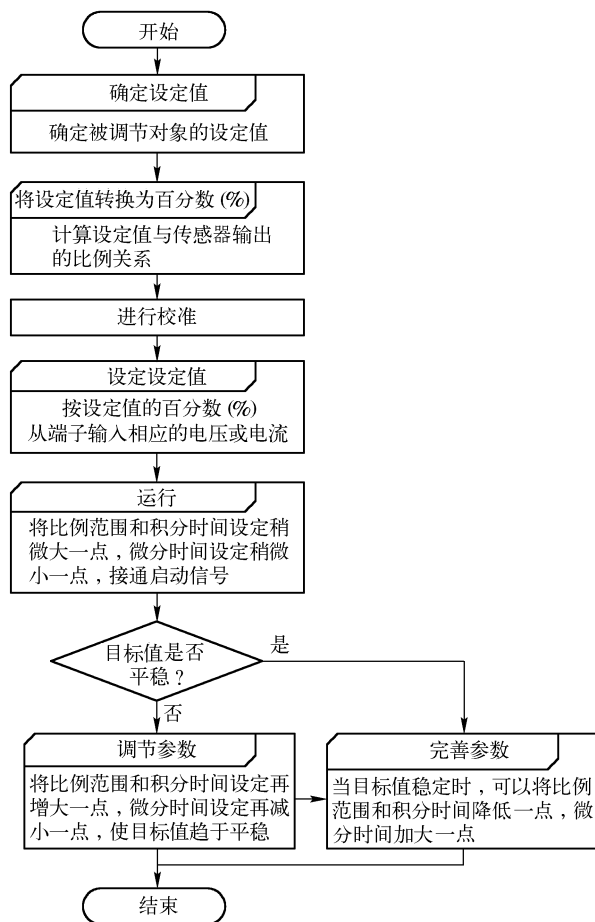 开始
确定设定值
确定被调节对象的设定值
将设定值转换为百分数(%)
计算设定值与传感器输出
的比例关系
进行校准
设定设定值
按设定值的百分数(%)
从端子输入相应的电压或电流
运行
将比例范围和积分时间设定稍
微大一点，微分时间设定稍微
小一点，接通启动信号
目标值是否
平稳？
是
否
调节参数
将比例范围和积分时间设定再
增大一点，微分时间设定再减
小一点，使目标值趋于平稳
完善参数
当目标值稳定时，可以将比例
范围和积分时间降低一点，微
分时间加大一点
结束